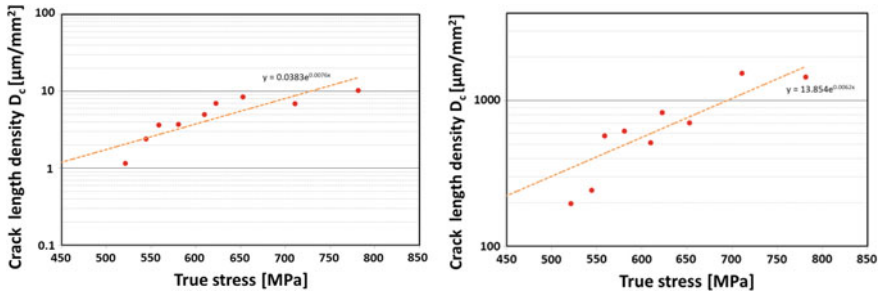 Crack length density D_c [µm/mm²]
100
10
1
0.1
y = 0.0383e^0.0076x
450 500 550 600 650 700 750 800 850
True stress [MPa]
Crack length density D_c [µm/mm²]
1000
100
y = 13.854e^0.0062x
450 500 550 600 650 700 750 800 850
True stress [MPa]